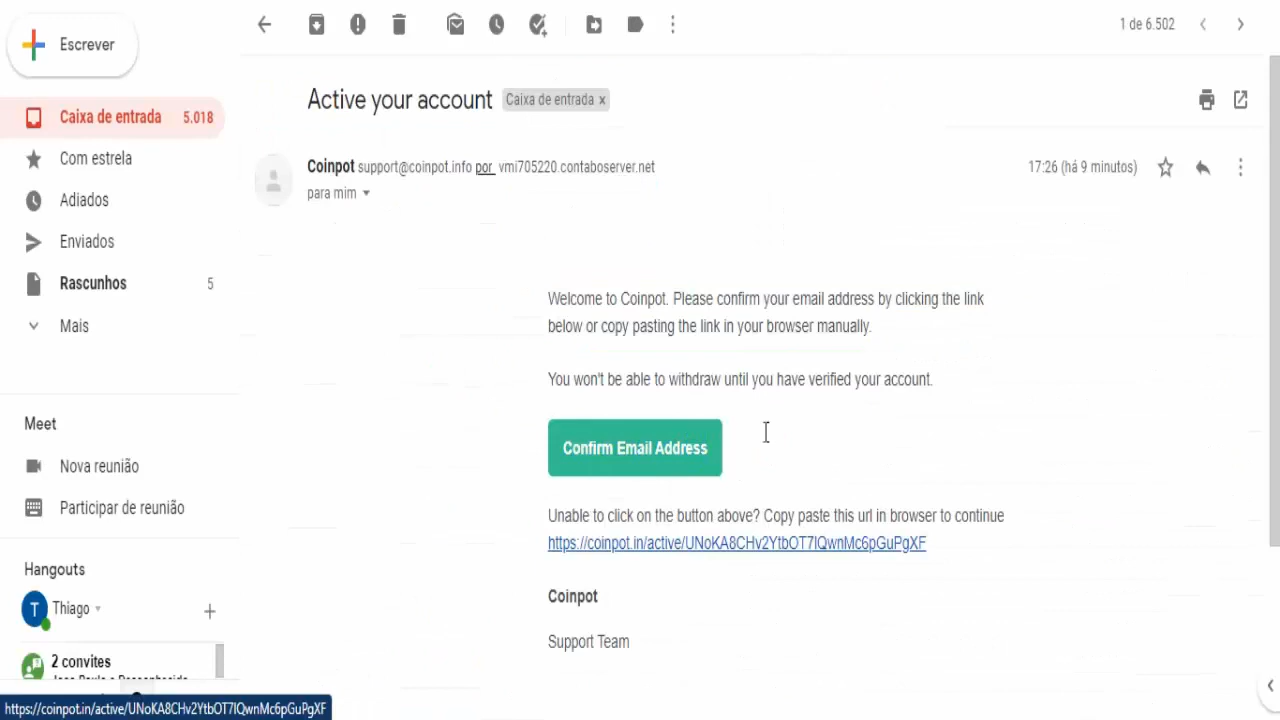 Escrever
1 de 6.502
Caixa de entrada 5.018
Com estrela
Adiados
Enviados
Rascunhos 5
Mais
Meet
Nova reunião
Participar de reunião
Hangouts
T Thiago
2 convites
https://coinpot.in/active/UNoKA8CHv2YtbOT7IQwnMc6pGuPgXF
Active your account Caixa de entrada x
Coinpot support@coinpot.info por vmi705220.contaboserver.net
17:26 (há 9 minutos)
para mim
Welcome to Coinpot. Please confirm your email address by clicking the link
below or copy pasting the link in your browser manually.
You won't be able to withdraw until you have verified your account.
Confirm Email Address
Unable to click on the button above? Copy paste this url in browser to continue
https://coinpot.in/active/UNoKA8CHv2YtbOT7IQwnMc6pGuPgXF
Coinpot
Support Team